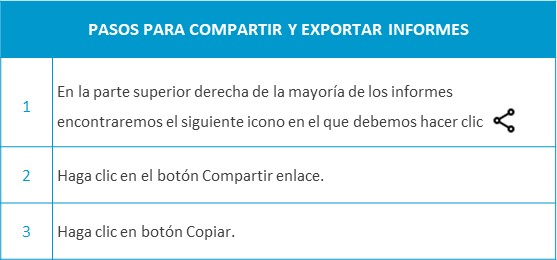 PASOS PARA COMPARTIR Y EXPORTAR INFORMES
1
En la parte superior derecha de la mayoría de los informes
encontraremos el siguiente icono en el que debemos hacer clic
2
Haga clic en el botón Compartir enlace.
3
Haga clic en botón Copiar.